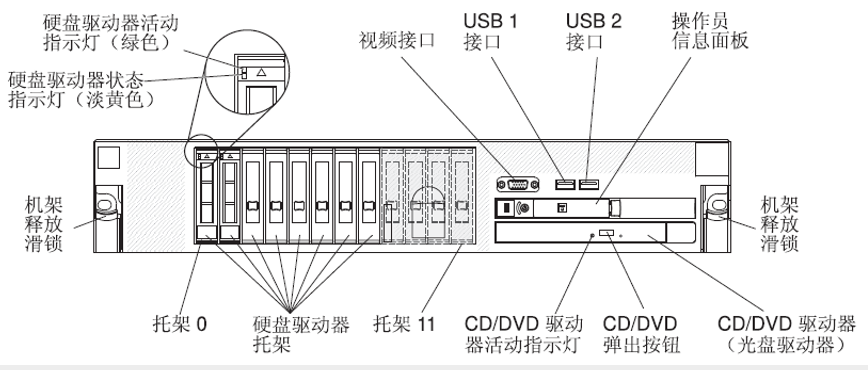 硬盘驱动器活动
指示灯（绿色）
硬盘驱动器状态
指示灯（淡黄色）
视频接口
USB 1
接口
USB 2
接口
操作员
信息面板
机架
释放
滑锁
机架
释放
滑锁
托架 0
硬盘驱动器
托架
托架 11
CD/DVD 驱动
器活动指示灯
CD/DVD
弹出按钮
CD/DVD 驱动器
（光盘驱动器）